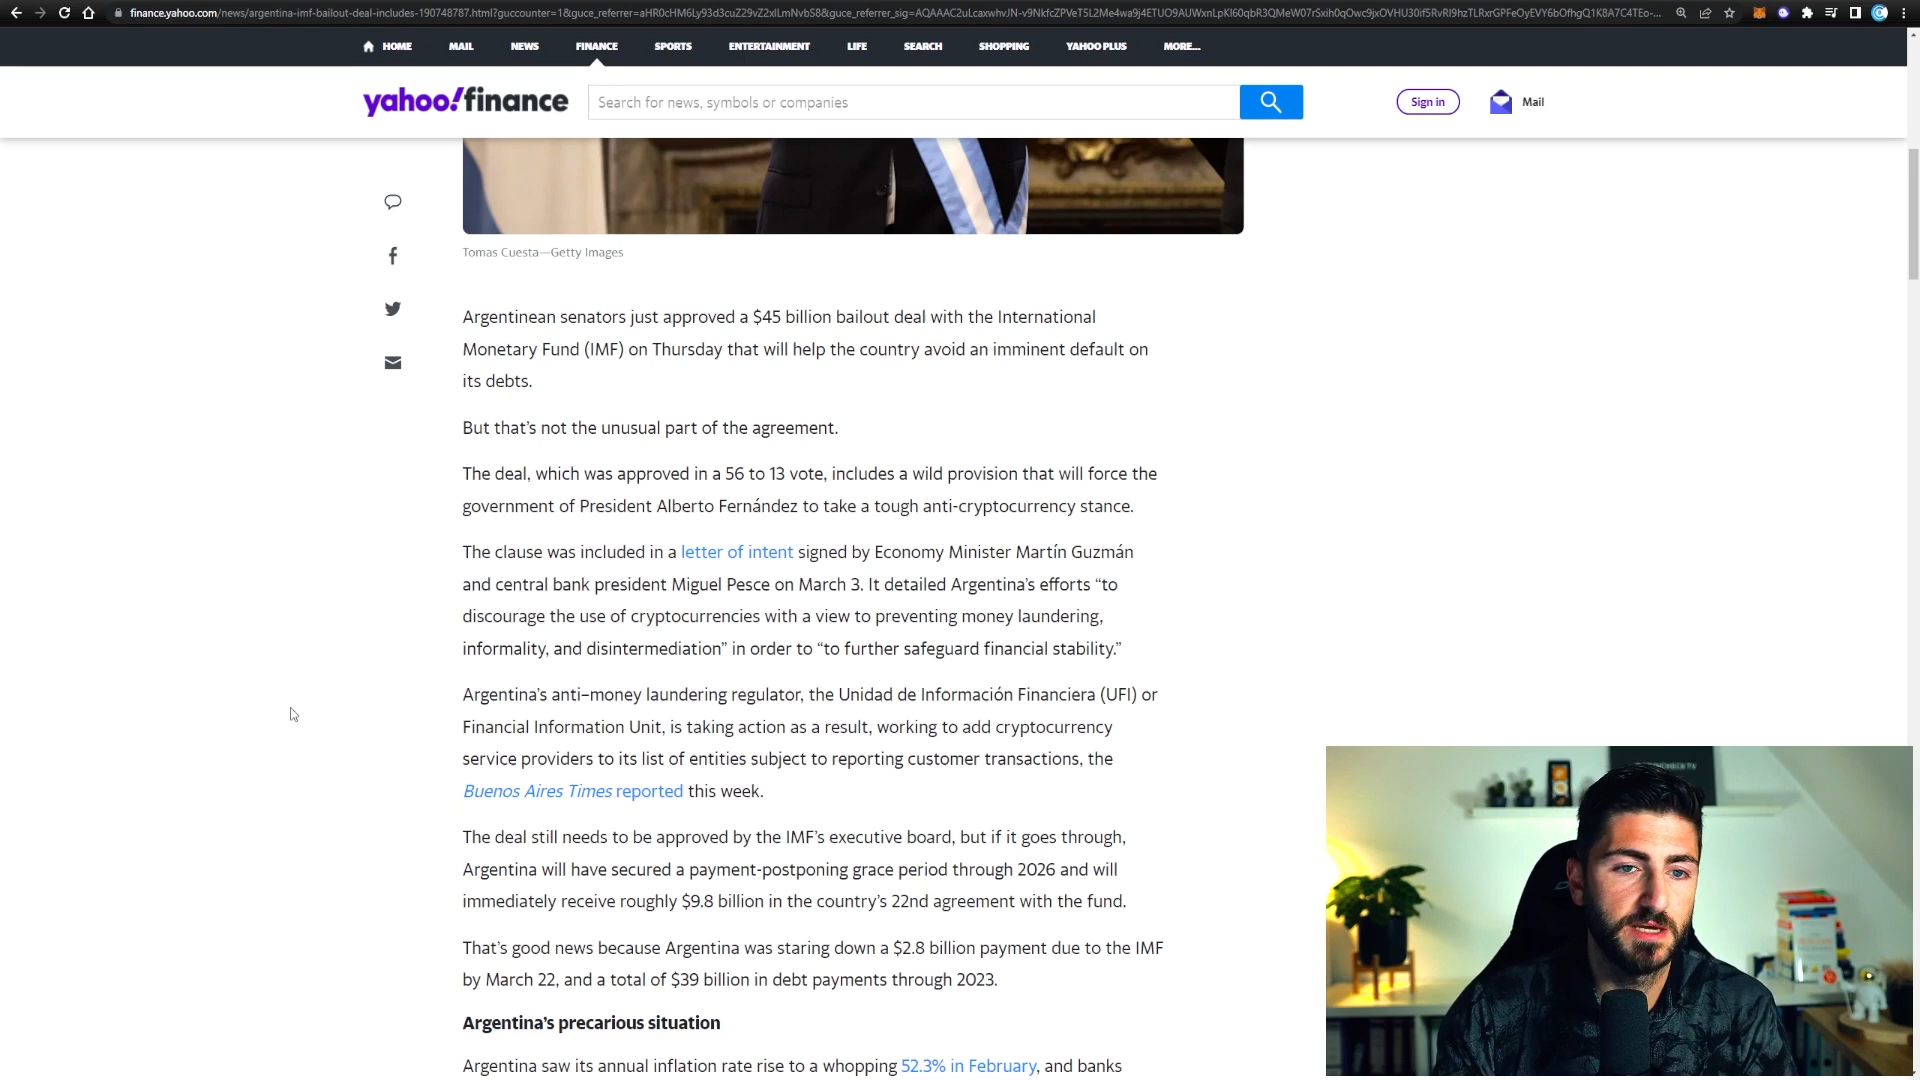 finance.yahoo.com/news/argentina-imf-bailout-deal-includes-190748787.html?guccounter=1&guce_referrer=
HOME MAIL NEWS FINANCE SPORTS ENTERTAINMENT LIFE SEARCH SHOPPING YAHOO PLUS MORE...
yahoo!finance Search for news, symbols or companies Sign in Mail
Tomas Cuesta—Getty Images
Argentinean senators just approved a $45 billion bailout deal with the International
Monetary Fund (IMF) on Thursday that will help the country avoid an imminent default on
its debts.
But that’s not the unusual part of the agreement.
The deal, which was approved in a 56 to 13 vote, includes a wild provision that will force the
government of President Alberto Fernández to take a tough anti-cryptocurrency stance.
The clause was included in a letter of intent signed by Economy Minister Martín Guzmán
and central bank president Miguel Pesce on March 3. It detailed Argentina’s efforts “to
discourage the use of cryptocurrencies with a view to preventing money laundering,
informality, and disintermediation” in order to “to further safeguard financial stability.”
Argentina’s anti–money laundering regulator, the Unidad de Información Financiera (UFI) or
Financial Information Unit, is taking action as a result, working to add cryptocurrency
service providers to its list of entities subject to reporting customer transactions, the
Buenos Aires Times reported this week.
The deal still needs to be approved by the IMF’s executive board, but if it goes through,
Argentina will have secured a payment-postponing grace period through 2026 and will
immediately receive roughly $9.8 billion in the country’s 22nd agreement with the fund.
That’s good news because Argentina was staring down a $2.8 billion payment due to the IMF
by March 22, and a total of $39 billion in debt payments through 2023.
Argentina’s precarious situation
Argentina saw its annual inflation rate rise to a whopping 52.3% in February, and banks